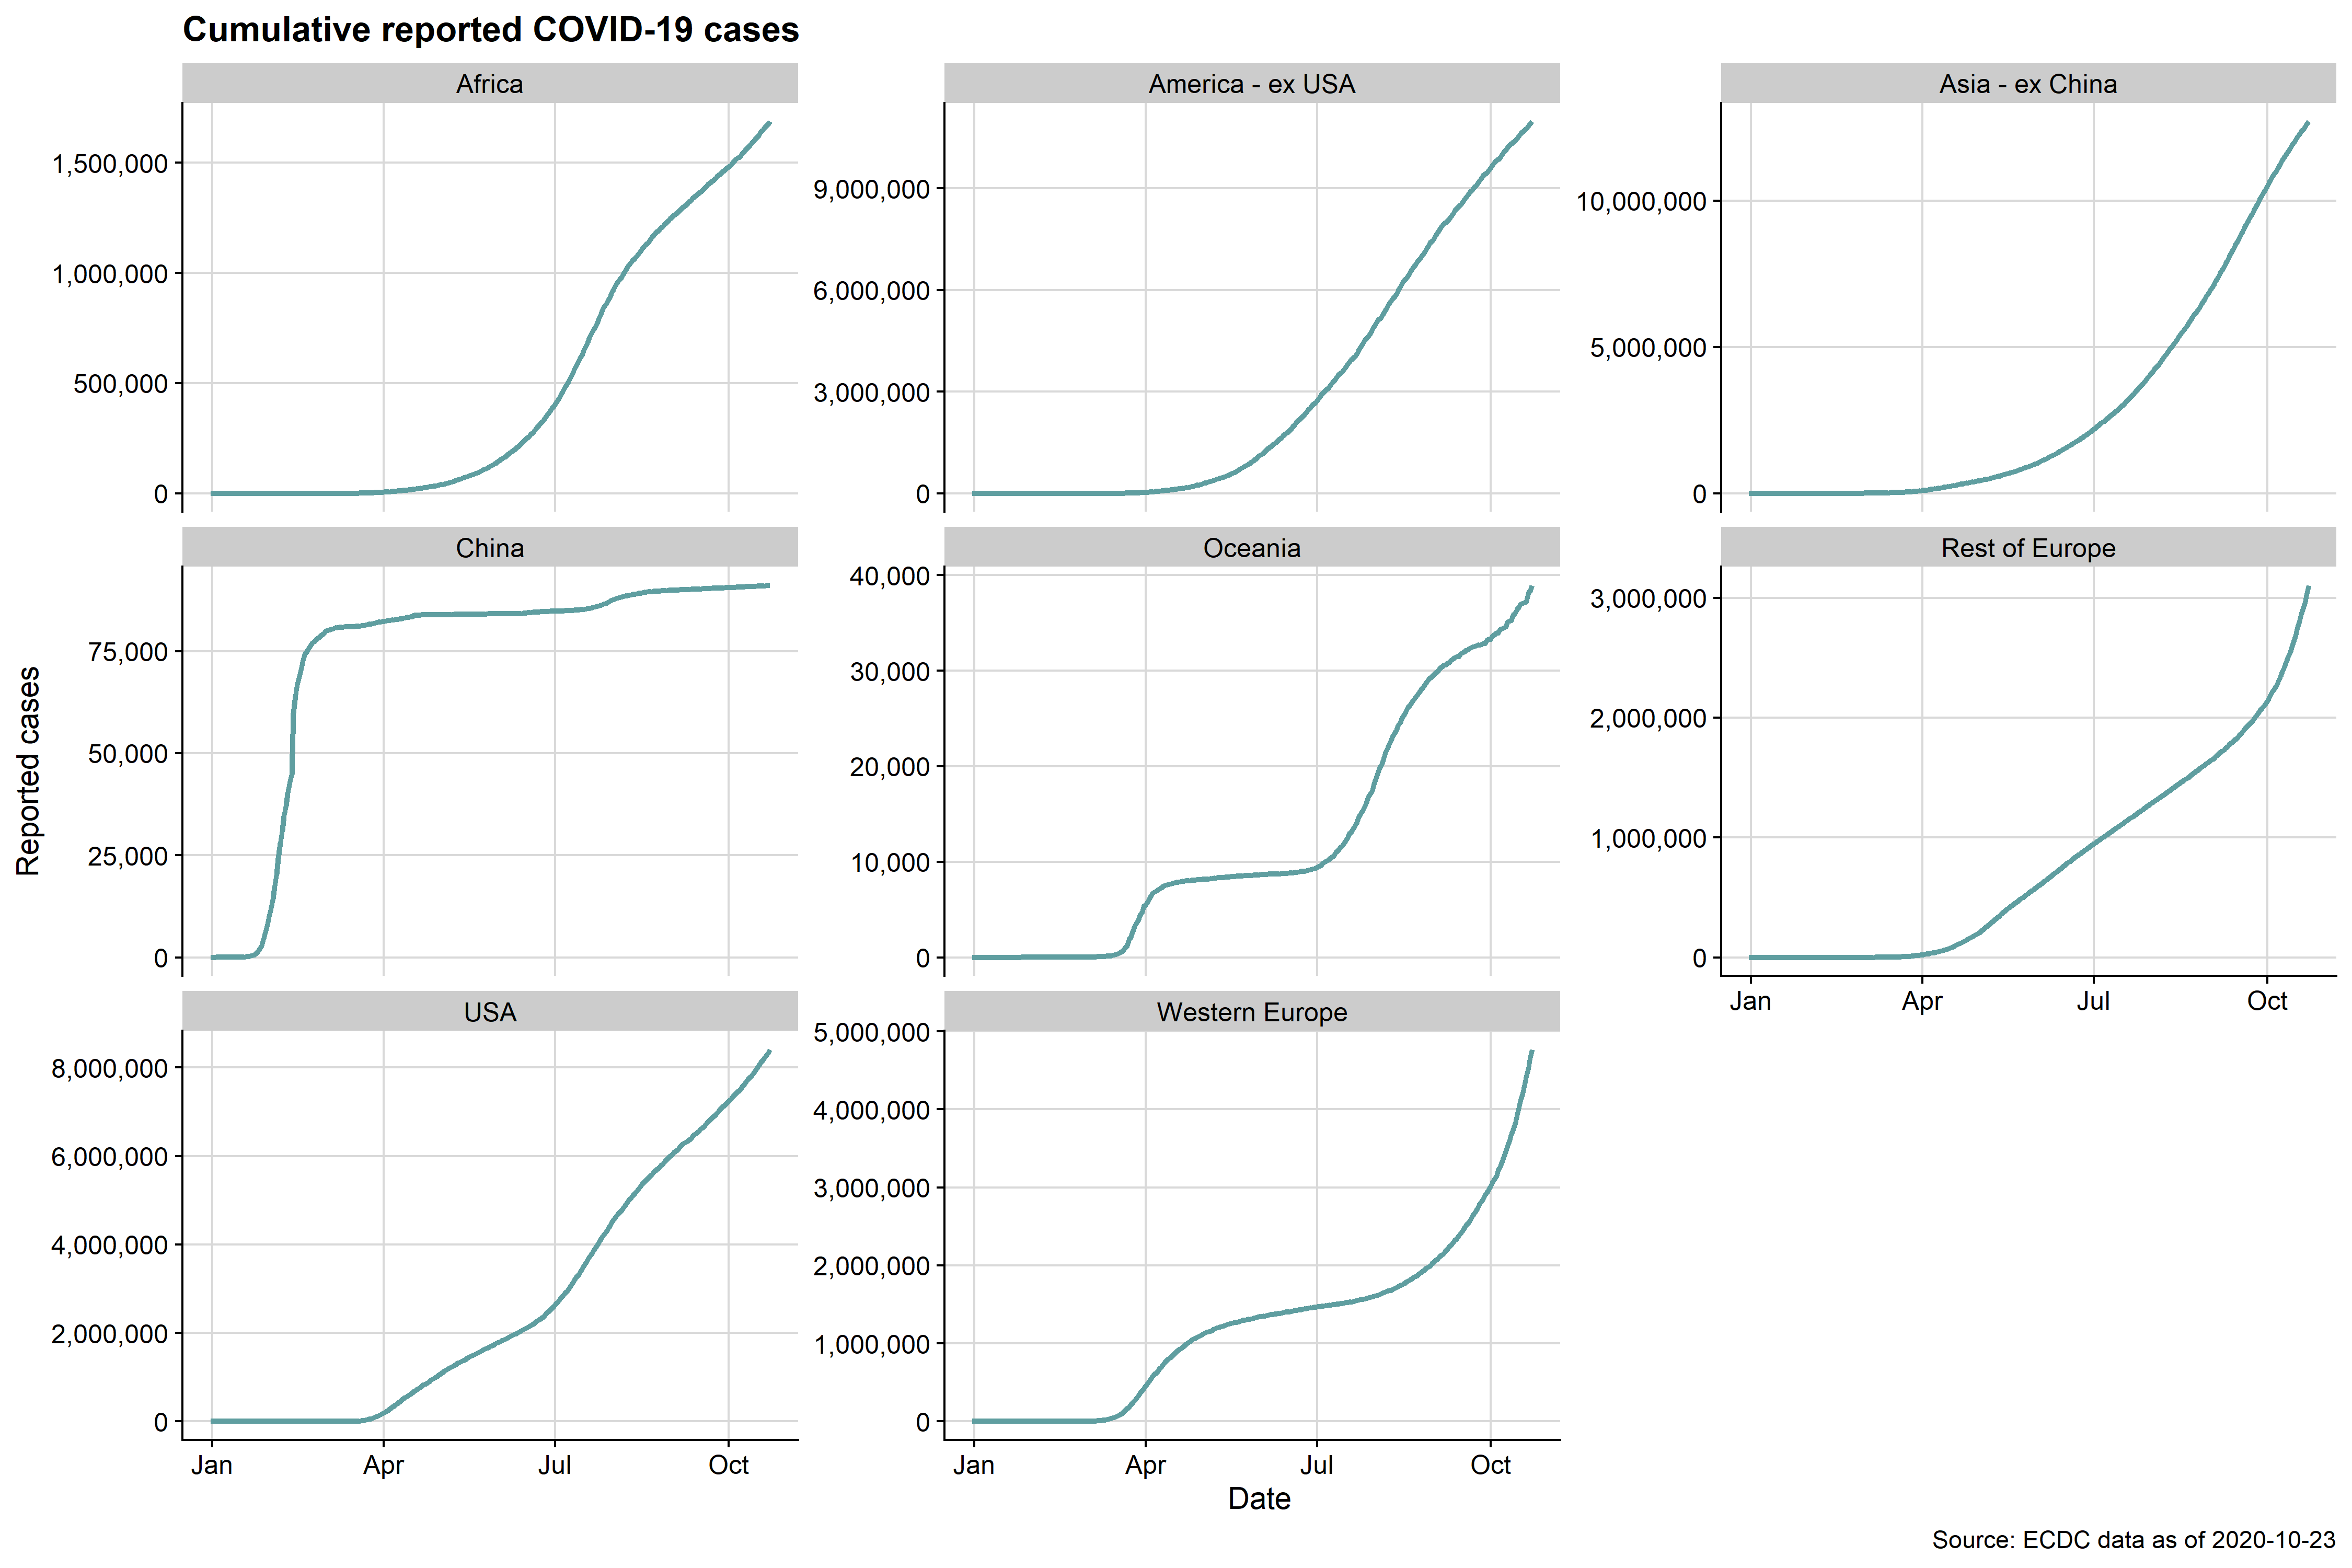 Cumulative reported COVID-19 cases
Africa
1,500,000
1,000,000
500,000
0
America - ex USA
9,000,000
6,000,000
3,000,000
0
Asia - ex China
10,000,000
5,000,000
0
China
75,000
50,000
25,000
0
Oceania
40,000
30,000
20,000
10,000
0
Rest of Europe
3,000,000
2,000,000
1,000,000
0
Jan Apr Jul Oct
USA
8,000,000
6,000,000
4,000,000
2,000,000
0
Jan Apr Jul Oct
Western Europe
5,000,000
4,000,000
3,000,000
2,000,000
1,000,000
0
Jan Apr Jul Oct
Reported cases
Date
Source: ECDC data as of 2020-10-23